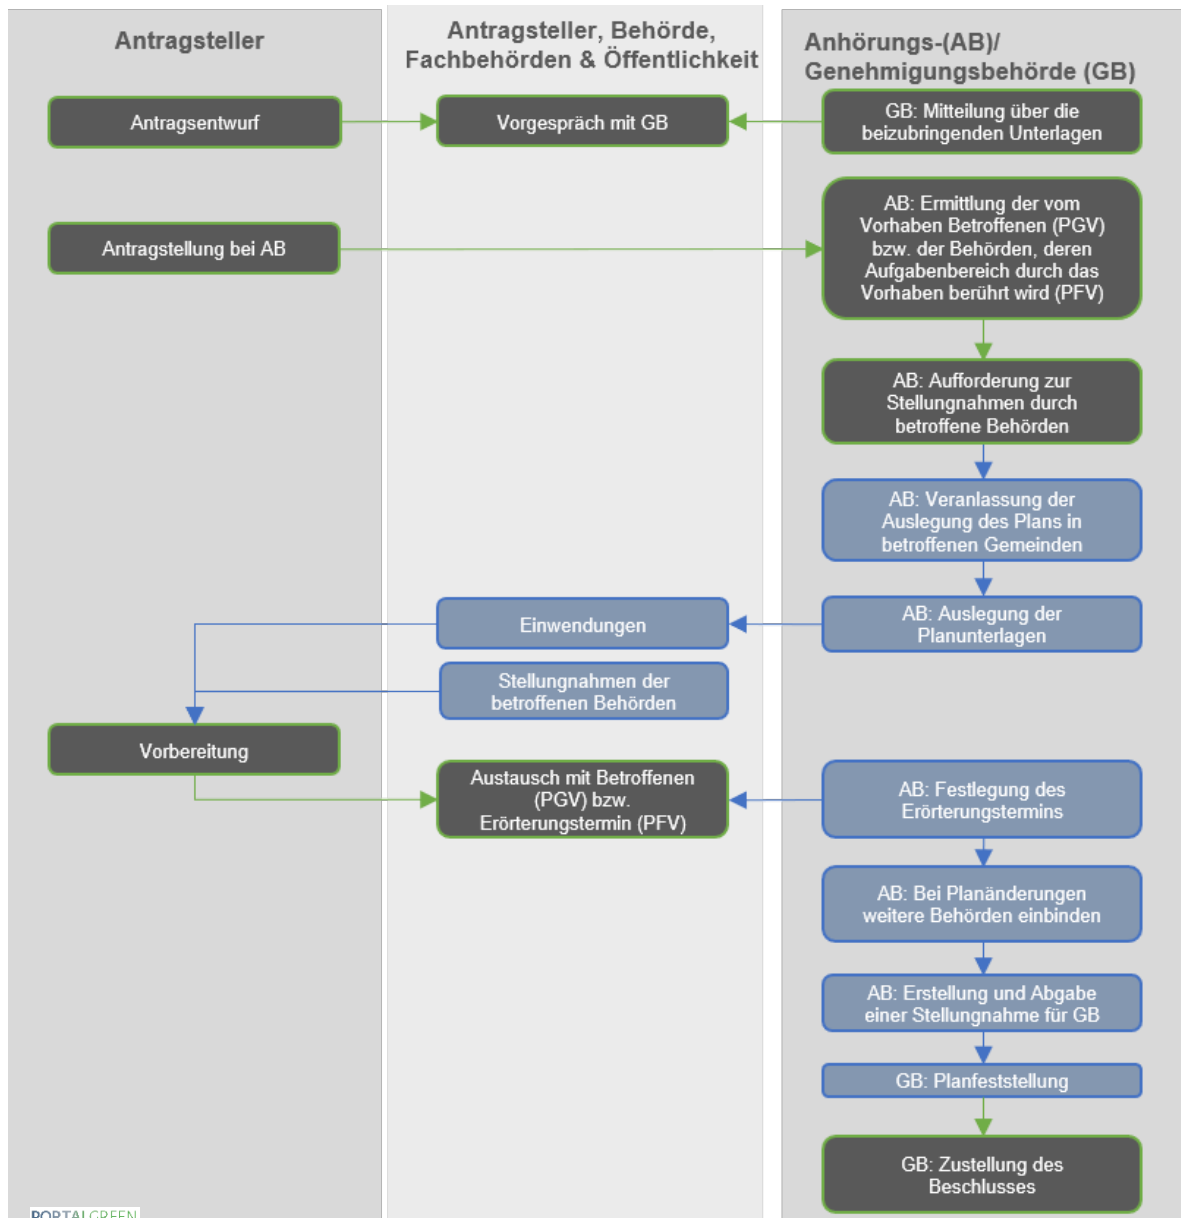 Antragsteller
Antragsteller, Behörde,
Fachbehörden & Öffentlichkeit
Anhörungs-(AB)/
Genehmigungsbehörde (GB)
Antragsentwurf
Vorgespräch mit GB
GB: Mitteilung über die
beizubringenden Unterlagen
Antragstellung bei AB
AB: Ermittlung der vom
Vorhaben Betroffenen (PGV)
bzw. der Behörden, deren
Aufgabenbereich durch das
Vorhaben berührt wird (PFV)
AB: Aufforderung zur
Stellungnahmen durch
betroffene Behörden
AB: Veranlassung der
Auslegung des Plans in
betroffenen Gemeinden
Einwendungen
AB: Auslegung der
Planunterlagen
Stellungnahmen der
betroffenen Behörden
Vorbereitung
Austausch mit Betroffenen
(PGV) bzw.
Erörterungstermin (PFV)
AB: Festlegung des
Erörterungstermins
AB: Bei Planänderungen
weitere Behörden einbinden
AB: Erstellung und Abgabe
einer Stellungnahme für GB
GB: Planfeststellung
GB: Zustellung des
Beschlusses
PORTALGREEN